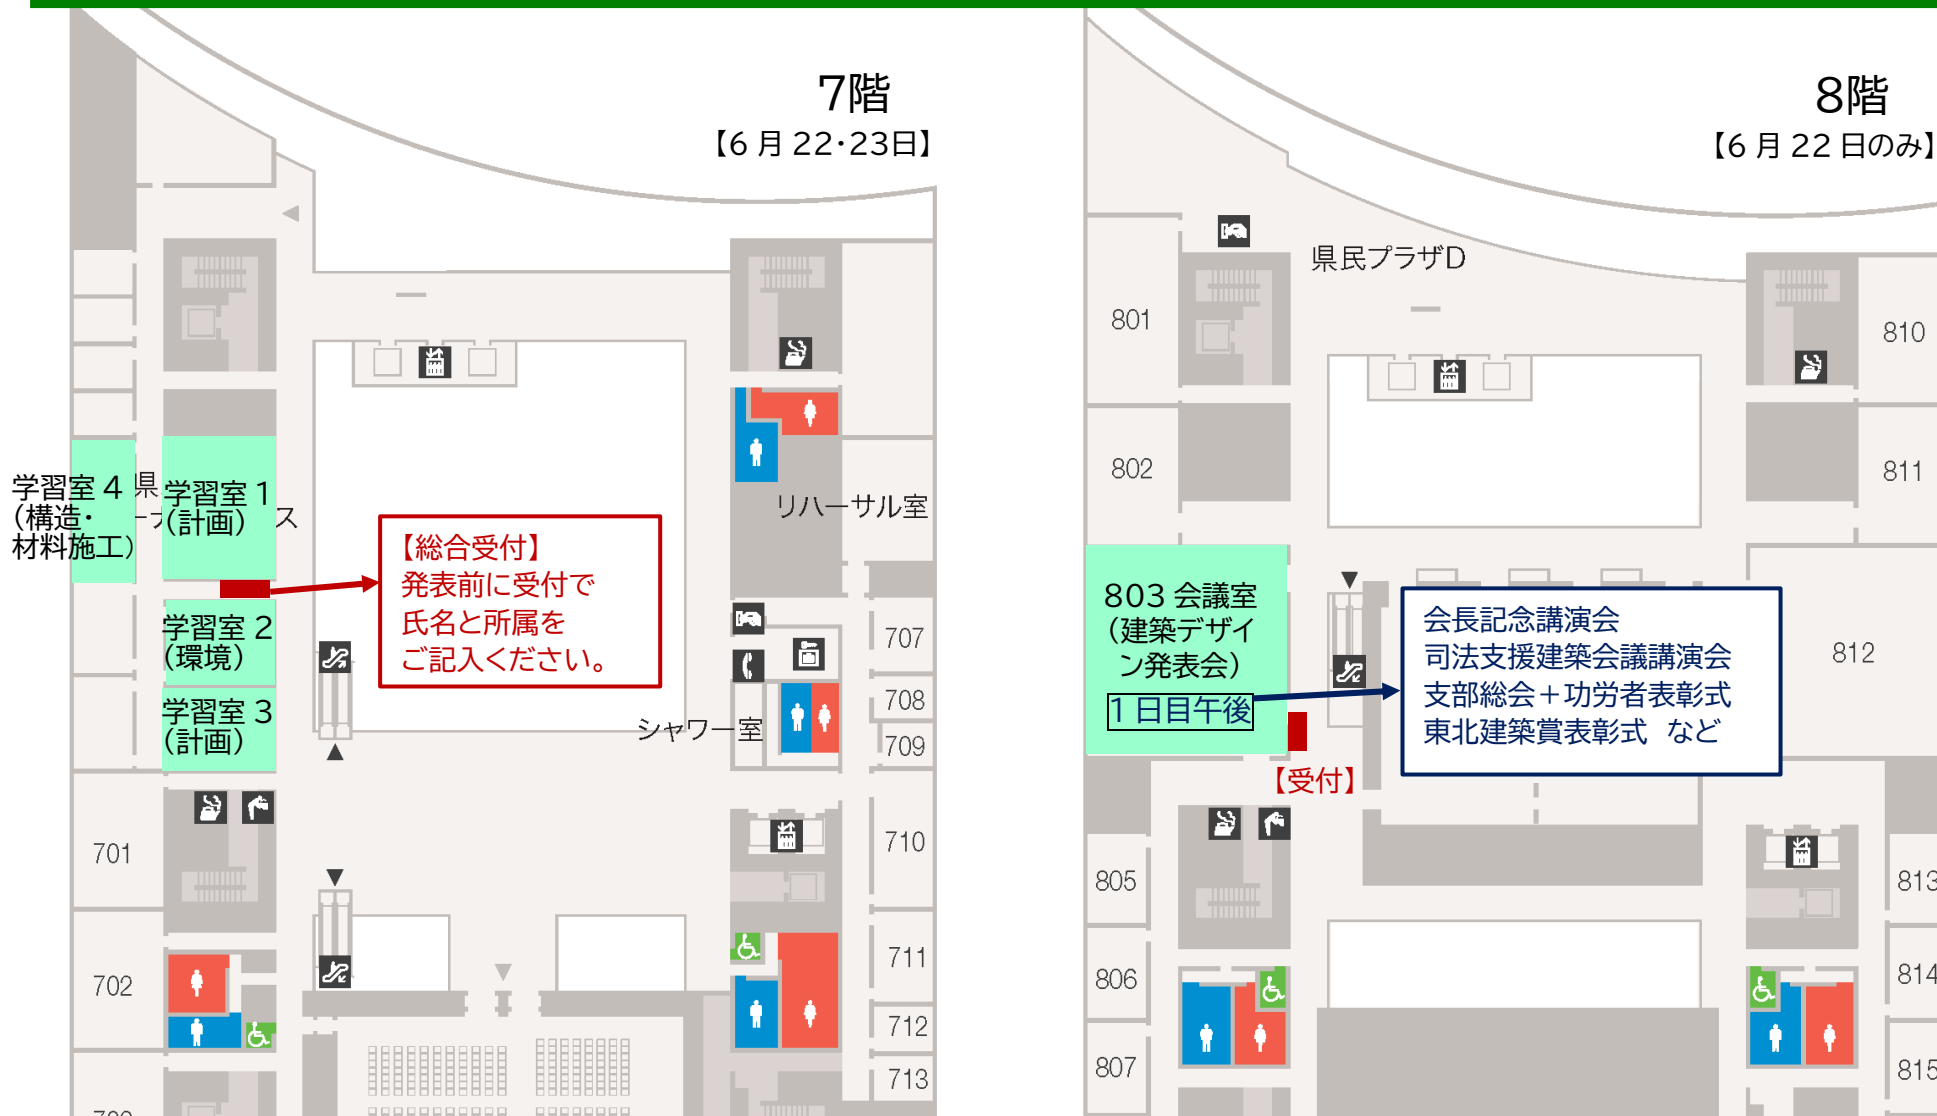 7階
【6月22・23日】
学習室4
（構造・
材料施工）
県
ス
学習室1
（計画）
【総合受付】
発表前に受付で
氏名と所属を
ご記入ください。
学習室2
（環境）
学習室3
（計画）
リハーサル室
シャワー室
707
708
709
710
711
712
713
701
702
8階
【6月22日のみ】
県民プラザD
801
802
810
811
812
803会議室
（建築デザイ
ン発表会）
1日目午後
会長記念講演会
司法支援建築会議講演会
支部総会＋功労者表彰式
東北建築賞表彰式 など
【受付】
805
806
807
813
814
815